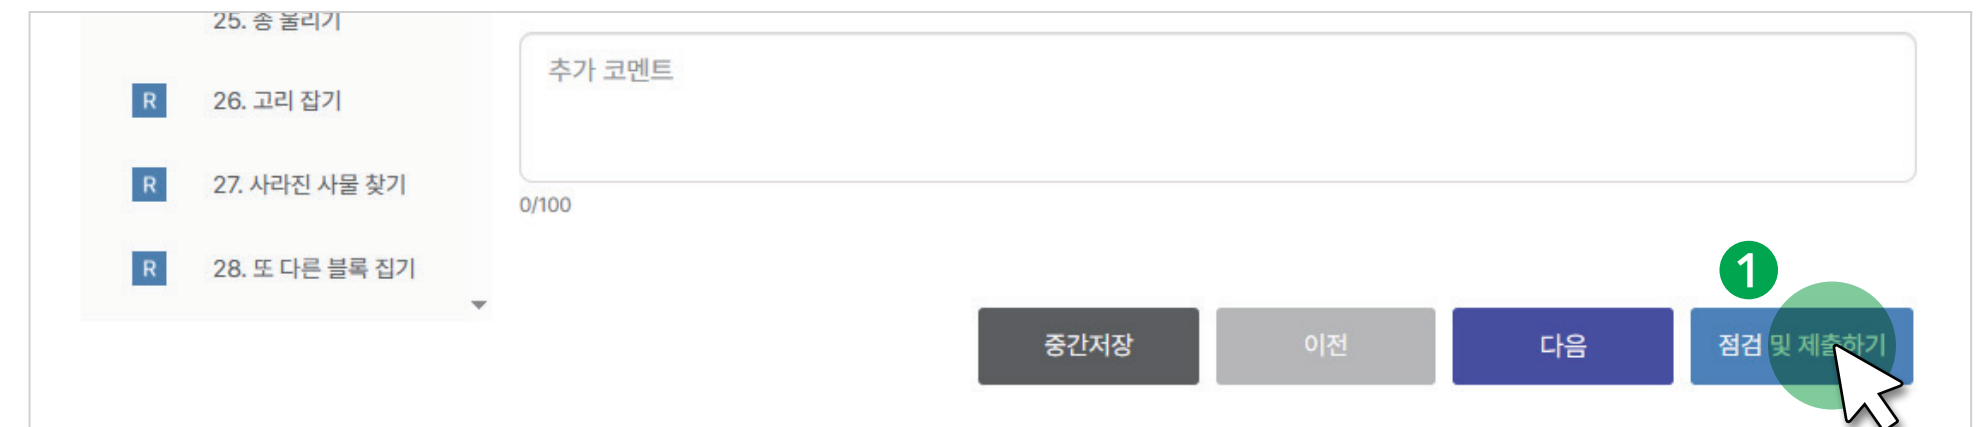 25. 종 울리기
R 26. 고리 잡기
R 27. 사라진 사물 찾기
R 28. 또 다른 블록 집기
추가 코멘트
0/100
1
중간저장 이전 다음 점검 및 제출하기